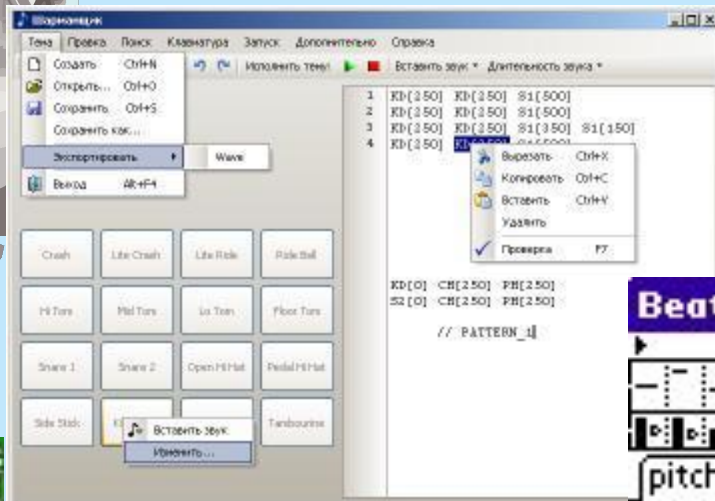 Шарманщик
Тема Правка Поиск Клавиатура Запуск Дополнительно Справка
Создать Ctrl+N
Открыть... Ctrl+O
Сохранить Ctrl+S
Сохранить как...
Экспортировать
Wave
Выход Alt+F4
Исполнить тему: Вставить звук Длительность звука
1 KD[250] KD[250] S1[500]
2 KD[250] KD[250] S1[500]
3 KD[250] KD[250] S1[350] S1[150]
4 KD[250]
Вырезать Ctrl+X
Копировать Ctrl+C
Вставить Ctrl+V
Удалить
Проверка F7
KD[0] CH[250] PH[250]
S2[0] CH[250] PH[250]
// PATTERN_1
Crash Lite Crash Lite Ride Ride Bell
Hi Tom Mid Tom Lo Tom Floor Tom
Snare 1 Snare 2 Open Hi Hat Pedal Hi Hat
Side Stick Tambourine
Вставить звук
Изменить...
Beat
pitch